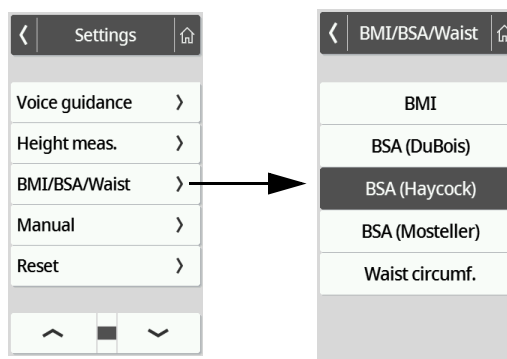 Settings
Voice guidance
Height meas.
BMI/BSA/Waist
Manual
Reset
BMI/BSA/Waist
BMI
BSA (DuBois)
BSA (Haycock)
BSA (Mosteller)
Waist circumf.